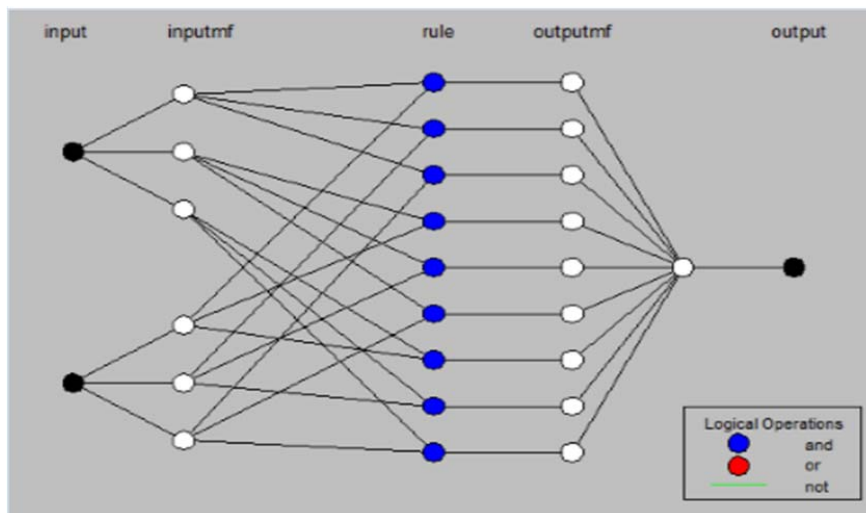 input inputmf rule outputmf output
Logical Operations
and
or
not